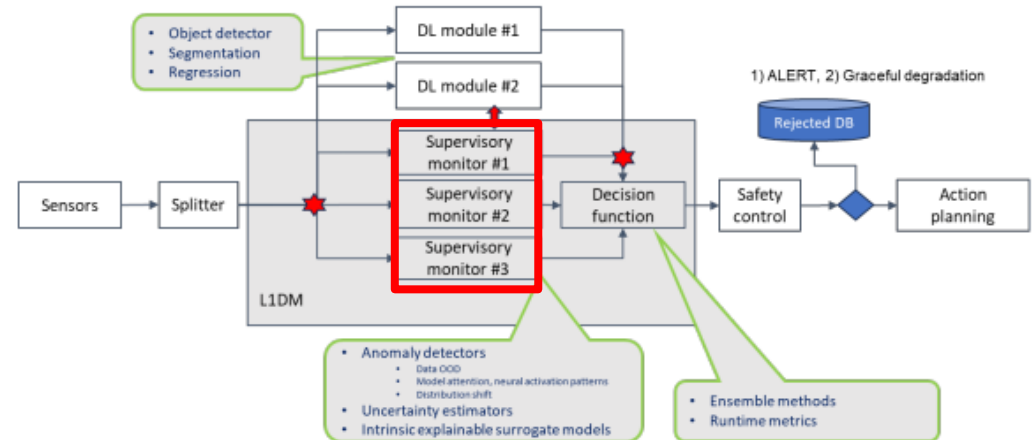 • Object detector
• Segmentation
• Regression
DL module #1
DL module #2
1) ALERT, 2) Graceful degradation
Rejected DB
Sensors
Splitter
Supervisory
monitor #1
Supervisory
monitor #2
Supervisory
monitor #3
Decision
function
Safety
control
Action
planning
L1DM
• Anomaly detectors
• Data OOD
• Model attention, neural activation patterns
• Distribution shift
• Uncertainty estimators
• Intrinsic explainable surrogate models
• Ensemble methods
• Runtime metrics